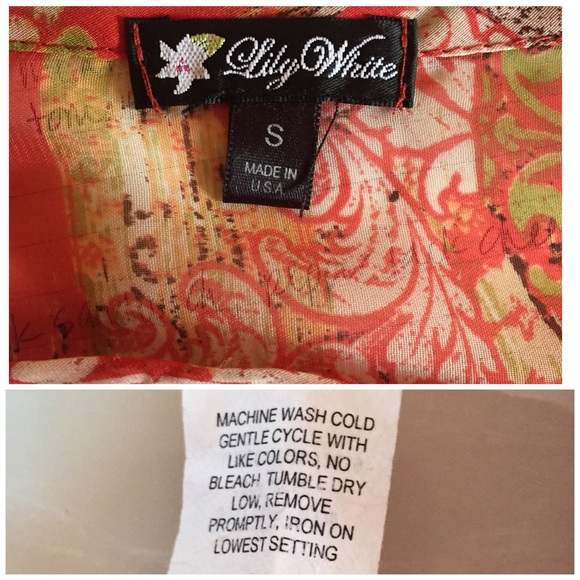 Lily White
S
MADE IN
U.S.A.
MACHINE WASH COLD
GENTLE CYCLE WITH
LIKE COLORS, NO
BLEACH TUMBLE DRY
LOW, REMOVE
PROMPTLY, IRON ON
LOWEST SETTING